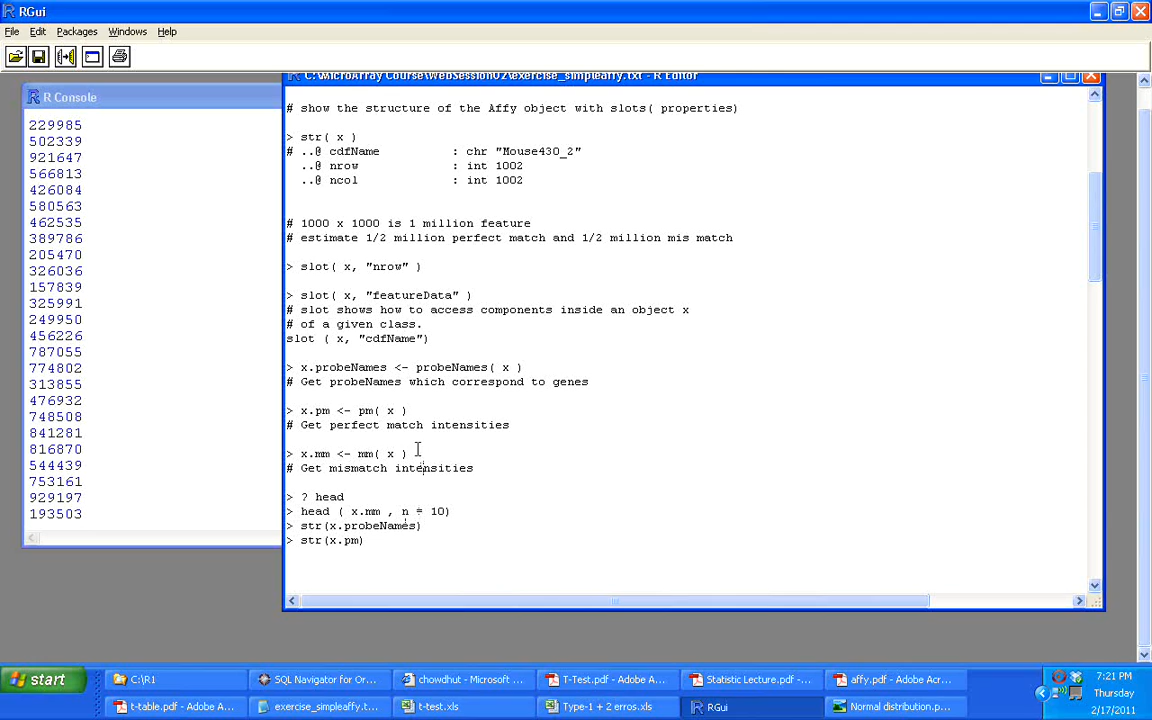 RGui
File Edit Packages Windows Help
R Console
229985
502339
921647
566813
426084
580563
462535
389786
205470
326036
157839
325991
249950
456226
787055
774802
313855
476932
748508
841281
816870
544439
753161
929197
193503
C:\MicroArray Course\WebSession02\exercise_simpleaffy.txt - R Editor
# show the structure of the Affy object with slots( properties)
> str( x )
# ..@ cdfName : chr "Mouse430_2"
..@ nrow : int 1002
..@ ncol : int 1002
# 1000 x 1000 is 1 million feature
# estimate 1/2 million perfect match and 1/2 million mis match
> slot( x, "nrow" )
> slot( x, "featureData" )
# slot shows how to access components inside an object x
# of a given class.
slot ( x, "cdfName")
> x.probeNames <- probeNames( x )
# Get probeNames which correspond to genes
> x.pm <- pm( x )
# Get perfect match intensities
> x.mm <- mm( x )
# Get mismatch intensities
> ? head
> head ( x.mm , n = 10)
> str(x.probeNames)
> str(x.pm)
start
C:\R1
SQL Navigator for Or...
chowdhut - Microsoft ...
T-Test.pdf - Adobe A...
Statistic Lecture.pdf -...
affy.pdf - Adobe Acr...
7:21 PM
t-table.pdf - Adobe A...
exercise_simpleaffy.t...
t-test.xls
Type-1 + 2 erros.xls
RGui
Normal distribution.p...
Thursday
2/17/2011